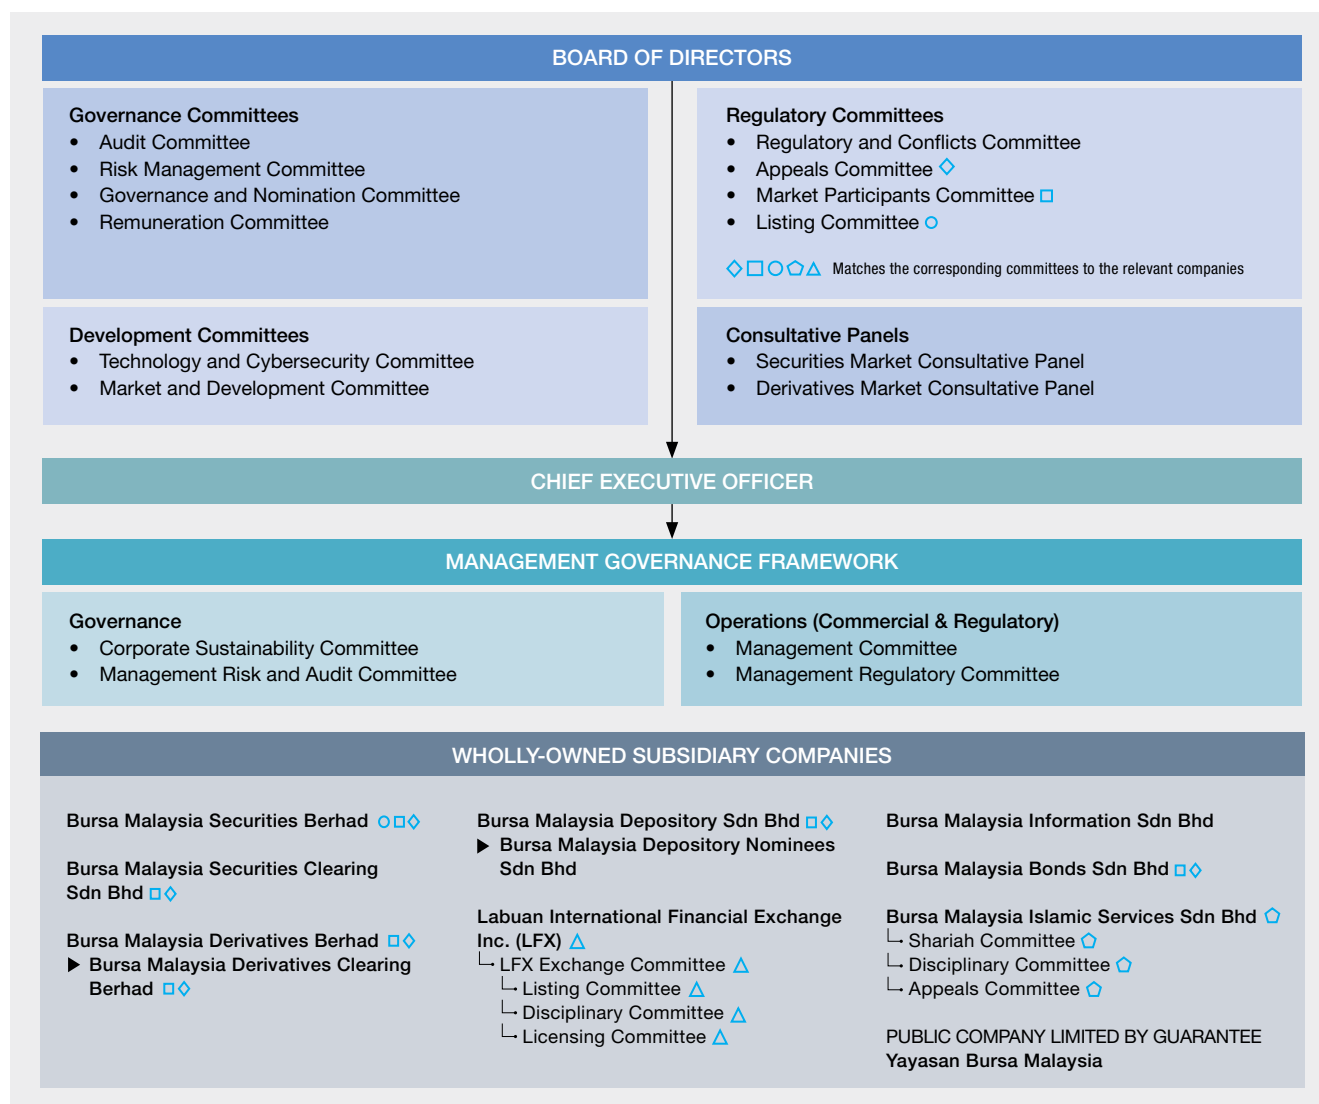 BOARD OF DIRECTORS
Governance Committees
• Audit Committee
• Risk Management Committee
• Governance and Nomination Committee
• Remuneration Committee
Regulatory Committees
• Regulatory and Conflicts Committee
• Appeals Committee
• Market Participants Committee
• Listing Committee
Matches the corresponding committees to the relevant companies
Development Committees
• Technology and Cybersecurity Committee
• Market and Development Committee
Consultative Panels
• Securities Market Consultative Panel
• Derivatives Market Consultative Panel
CHIEF EXECUTIVE OFFICER
MANAGEMENT GOVERNANCE FRAMEWORK
Governance
• Corporate Sustainability Committee
• Management Risk and Audit Committee
Operations (Commercial & Regulatory)
• Management Committee
• Management Regulatory Committee
WHOLLY-OWNED SUBSIDIARY COMPANIES
Bursa Malaysia Securities Berhad
Bursa Malaysia Securities Clearing
Sdn Bhd
Bursa Malaysia Derivatives Berhad
Bursa Malaysia Derivatives Clearing
Berhad
Bursa Malaysia Depository Sdn Bhd
Bursa Malaysia Depository Nominees
Sdn Bhd
Labuan International Financial Exchange
Inc. (LFX)
LFX Exchange Committee
Listing Committee
Disciplinary Committee
Licensing Committee
Bursa Malaysia Information Sdn Bhd
Bursa Malaysia Bonds Sdn Bhd
Bursa Malaysia Islamic Services Sdn Bhd
Shariah Committee
Disciplinary Committee
Appeals Committee
PUBLIC COMPANY LIMITED BY GUARANTEE
Yayasan Bursa Malaysia